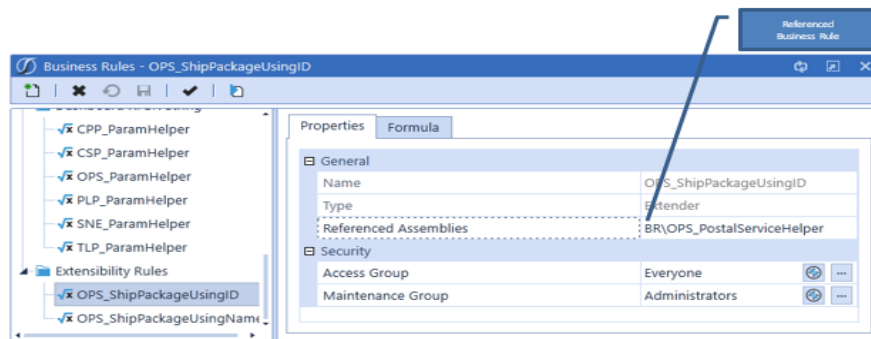 Referenced
Business Rule
Business Rules - OPS_ShipPackageUsingID
CPP_ParamHelper
CSP_ParamHelper
OPS_ParamHelper
PLP_ParamHelper
SNE_ParamHelper
TLP_ParamHelper
Extensibility Rules
OPS_ShipPackageUsingID
OPS_ShipPackageUsingName
Properties Formula
General
Name OPS_ShipPackageUsingID
Type Extender
Referenced Assemblies BR\OPS_PostalServiceHelper
Security
Access Group Everyone
Maintenance Group Administrators